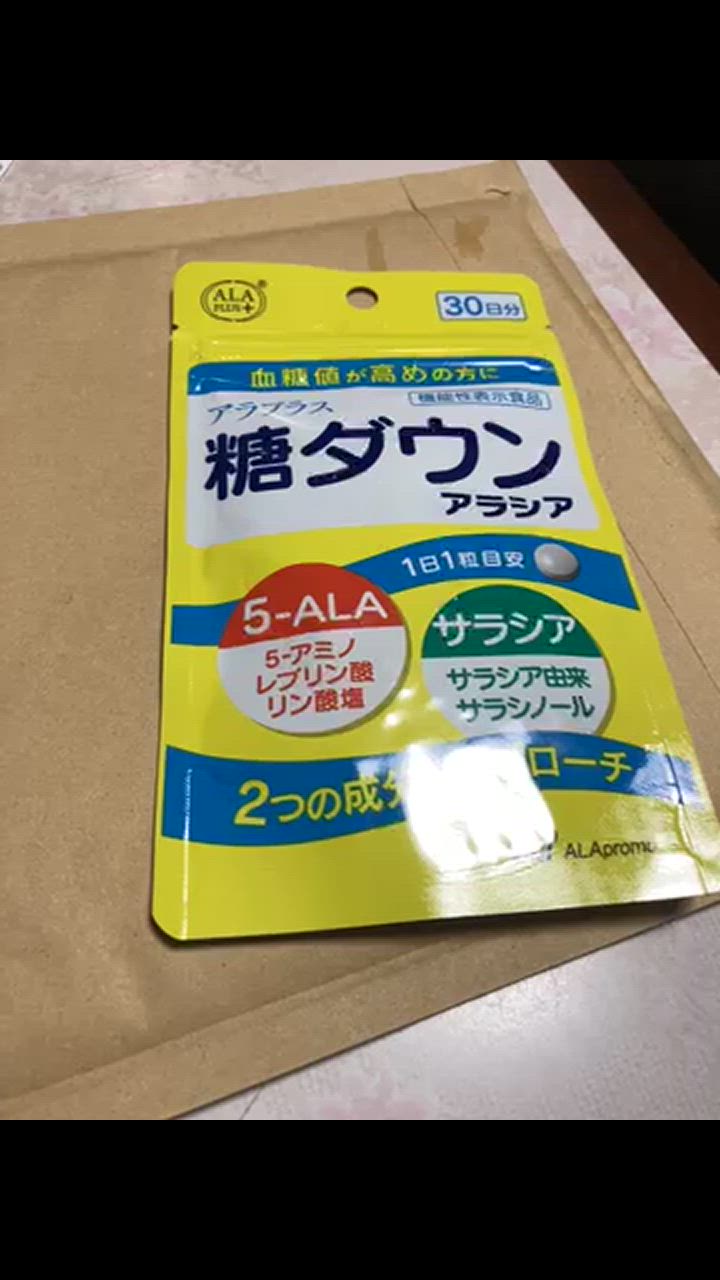 ALA
PLUS+
®
30日分
血糖値が高めの方に
アラプラス
機能性表示食品
糖ダウン
アラシア
1日1粒目安
5-ALA
5-アミノ
レブリン酸
リン酸塩
サラシア
サラシア由来
サラシノール
2つの成分
ローチ
ALApromo